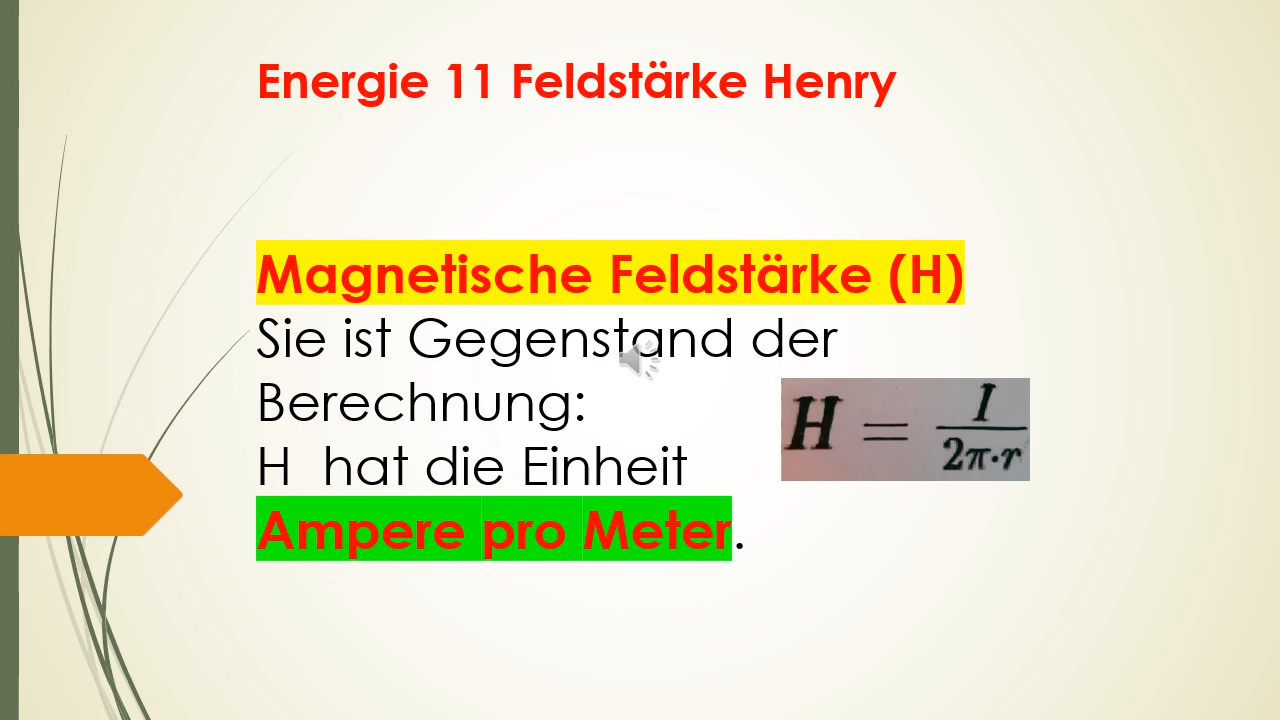 Energie 11 Feldstärke Henry
Magnetische Feldstärke (H)
Sie ist Gegenstand der
Berechnung:
H = I / 2π·r
H hat die Einheit
Ampere pro Meter.